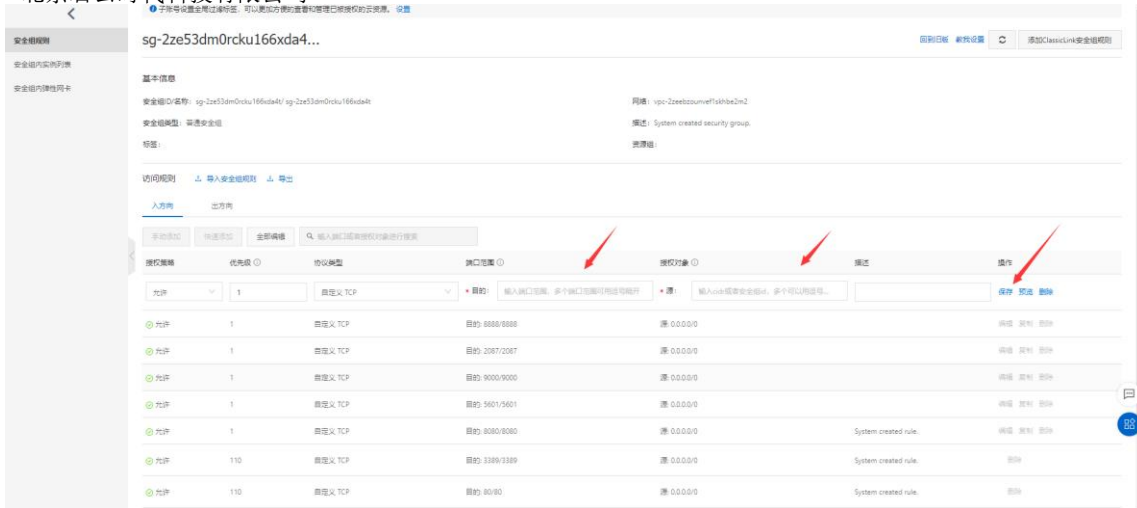 子账号设置全局过滤标签，可以更加方便的查看和管理已被授权的云资源。 设置
安全组规则
安全组内实例列表
安全组内弹性网卡
sg-2ze53dm0rcku166xda4...
回到旧版 教我设置 添加ClassicLink安全组规则
基本信息
安全组ID/名称: sg-2ze53dm0rcku166xda4t/ sg-2ze53dm0rcku166xda4t
网络: vpc-2zeebzounvef1skhbe2m2
安全组类型: 普通安全组
描述: System created security group.
标签:
资源组:
访问规则 导入安全组规则 导出
入方向 出方向
手动添加 快速添加 全部编辑 输入端口或者授权对象进行搜索
授权策略 优先级 协议类型 端口范围 授权对象 描述 操作
允许 1 自定义 TCP * 目的: 输入端口范围，多个端口范围可用逗号隔开 * 源: 输入cidr或者安全组id，多个可以用逗号... 保存 预览 删除
允许 1 自定义 TCP 目的: 8888/8888 源: 0.0.0.0/0 编辑 复制 删除
允许 1 自定义 TCP 目的: 2087/2087 源: 0.0.0.0/0 编辑 复制 删除
允许 1 自定义 TCP 目的: 9000/9000 源: 0.0.0.0/0 编辑 复制 删除
允许 1 自定义 TCP 目的: 5601/5601 源: 0.0.0.0/0 编辑 复制 删除
允许 1 自定义 TCP 目的: 8080/8080 源: 0.0.0.0/0 System created rule. 编辑 复制 删除
允许 110 自定义 TCP 目的: 3389/3389 源: 0.0.0.0/0 System created rule. 删除
允许 110 自定义 TCP 目的: 80/80 源: 0.0.0.0/0 System created rule. 删除